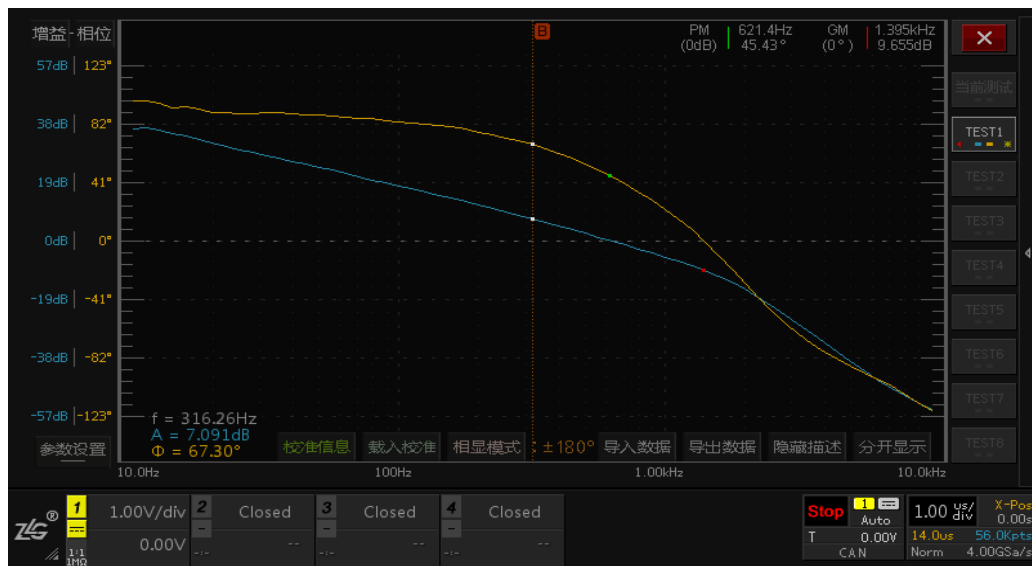 增益-相位
PM 621.4Hz GM 1.395kHz
(0dB) 45.43° (0°) 9.655dB
B
57dB 123°
38dB 82°
19dB 41°
0dB 0°
-19dB -41°
-38dB -82°
-57dB -123°
当前测试
--
TEST1
TEST2
--
TEST3
--
TEST4
--
TEST5
--
TEST6
--
TEST7
--
TEST8
--
f = 316.26Hz
A = 7.091dB
Φ = 67.30°
参数设置
校准信息
载入校准
相显模式 : ±180°
导入数据
导出数据
隐藏描述
分开显示
10.0Hz 100Hz 1.00kHz 10.0kHz
ZLG®
1 1.00V/div 0.00V 1:1 1MΩ
2 Closed - -:- --
3 Closed - -:- --
4 Closed - -:- --
Stop 1 Auto
T 0.00V
CAN
1.00 us/div X-Pos 0.00s
14.0us 56.0Kpts
Norm 4.00GSa/s